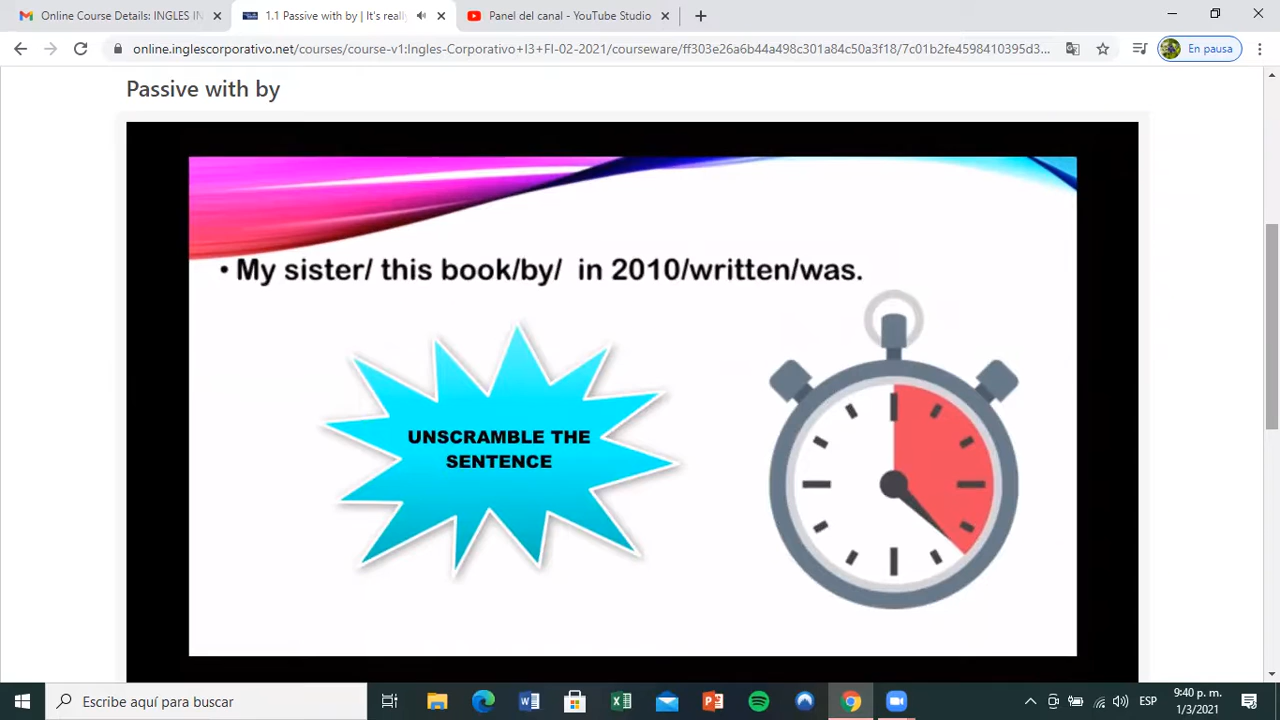 Online Course Details: INGLES IN
1.1 Passive with by | It's reall
Panel del canal - YouTube Studio
online.inglescorporativo.net/courses/course-v1:Ingles-Corporativo+I3+FI-02-2021/courseware/ff303e26a6b44a498c301a84c50a3f18/7c01b2fe4598410395d3...
En pausa
Passive with by
• My sister/ this book/by/ in 2010/written/was.
UNSCRAMBLE THE
SENTENCE
Escribe aquí para buscar
ESP
9:40 p. m.
1/3/2021